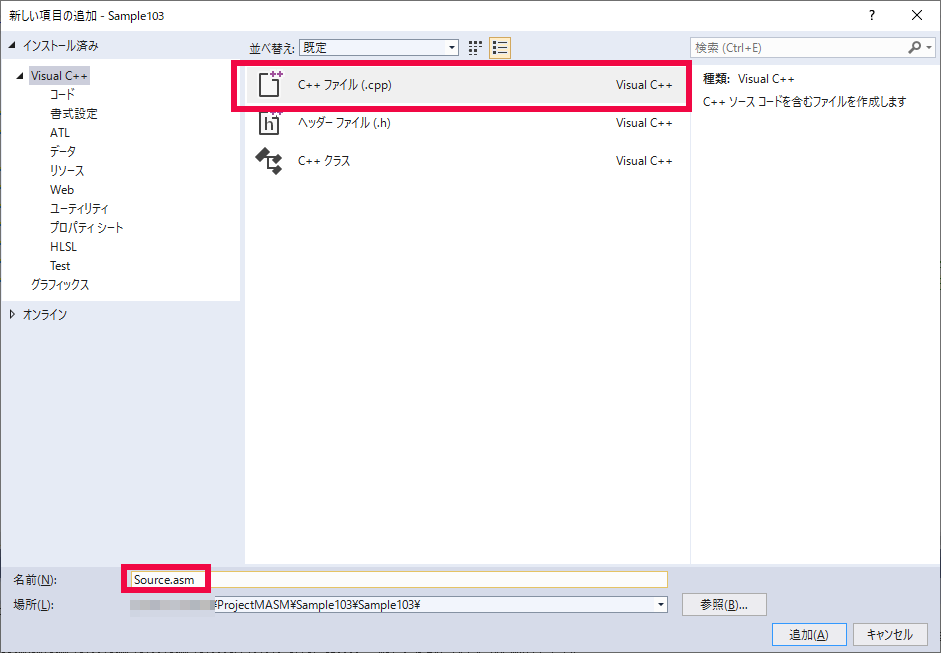 新しい項目の追加 - Sample103
?
インストール済み
並べ替え: 既定
検索 (Ctrl+E)
Visual C++
コード
書式設定
ATL
データ
リソース
Web
ユーティリティ
プロパティ シート
HLSL
Test
グラフィックス
オンライン
C++ ファイル (.cpp) Visual C++
ヘッダー ファイル (.h) Visual C++
C++ クラス Visual C++
種類: Visual C++
C++ ソース コードを含むファイルを作成します
名前(N): Source.asm
場所(L): ¥ProjectMASM¥Sample103¥Sample103¥
参照(B)...
追加(A) キャンセル